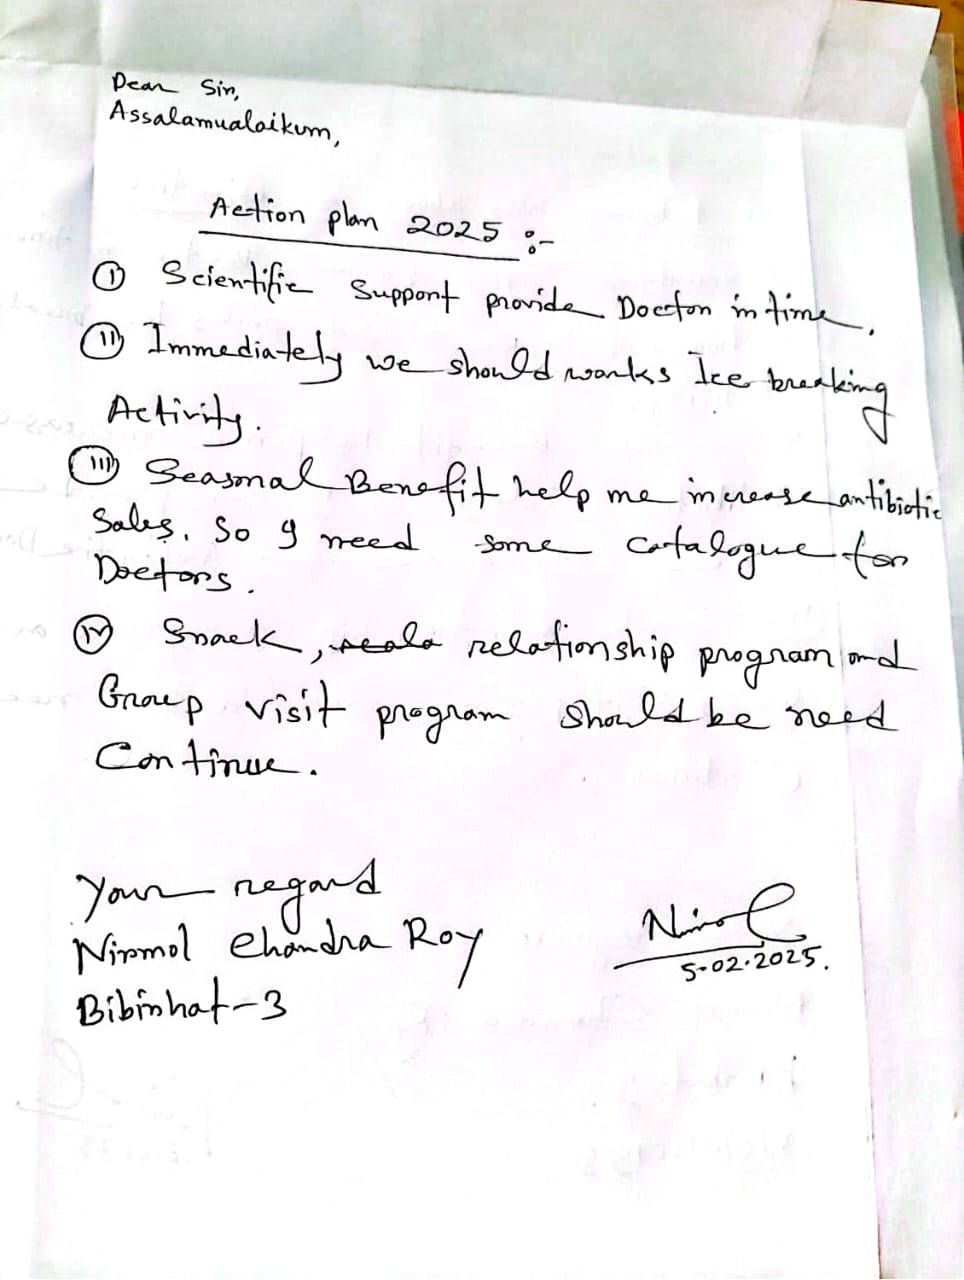 Dear Sir,
Assalamualaikum,
Action plan 2025 :-
(i) Scientific Support provide Doctor in time.
(ii) Immediately we should works Ice breaking
Activity.
(iii) Seasonal Benefit help me increase antibiotic
Sales. So I need some catalogue for
Doctors.
(iv) Snack, relationship program and
Group visit program should be need
Continue.
Your regard
Nirmol Chandra Roy
Bibirhat-3
Nirmol
5-02-2025.